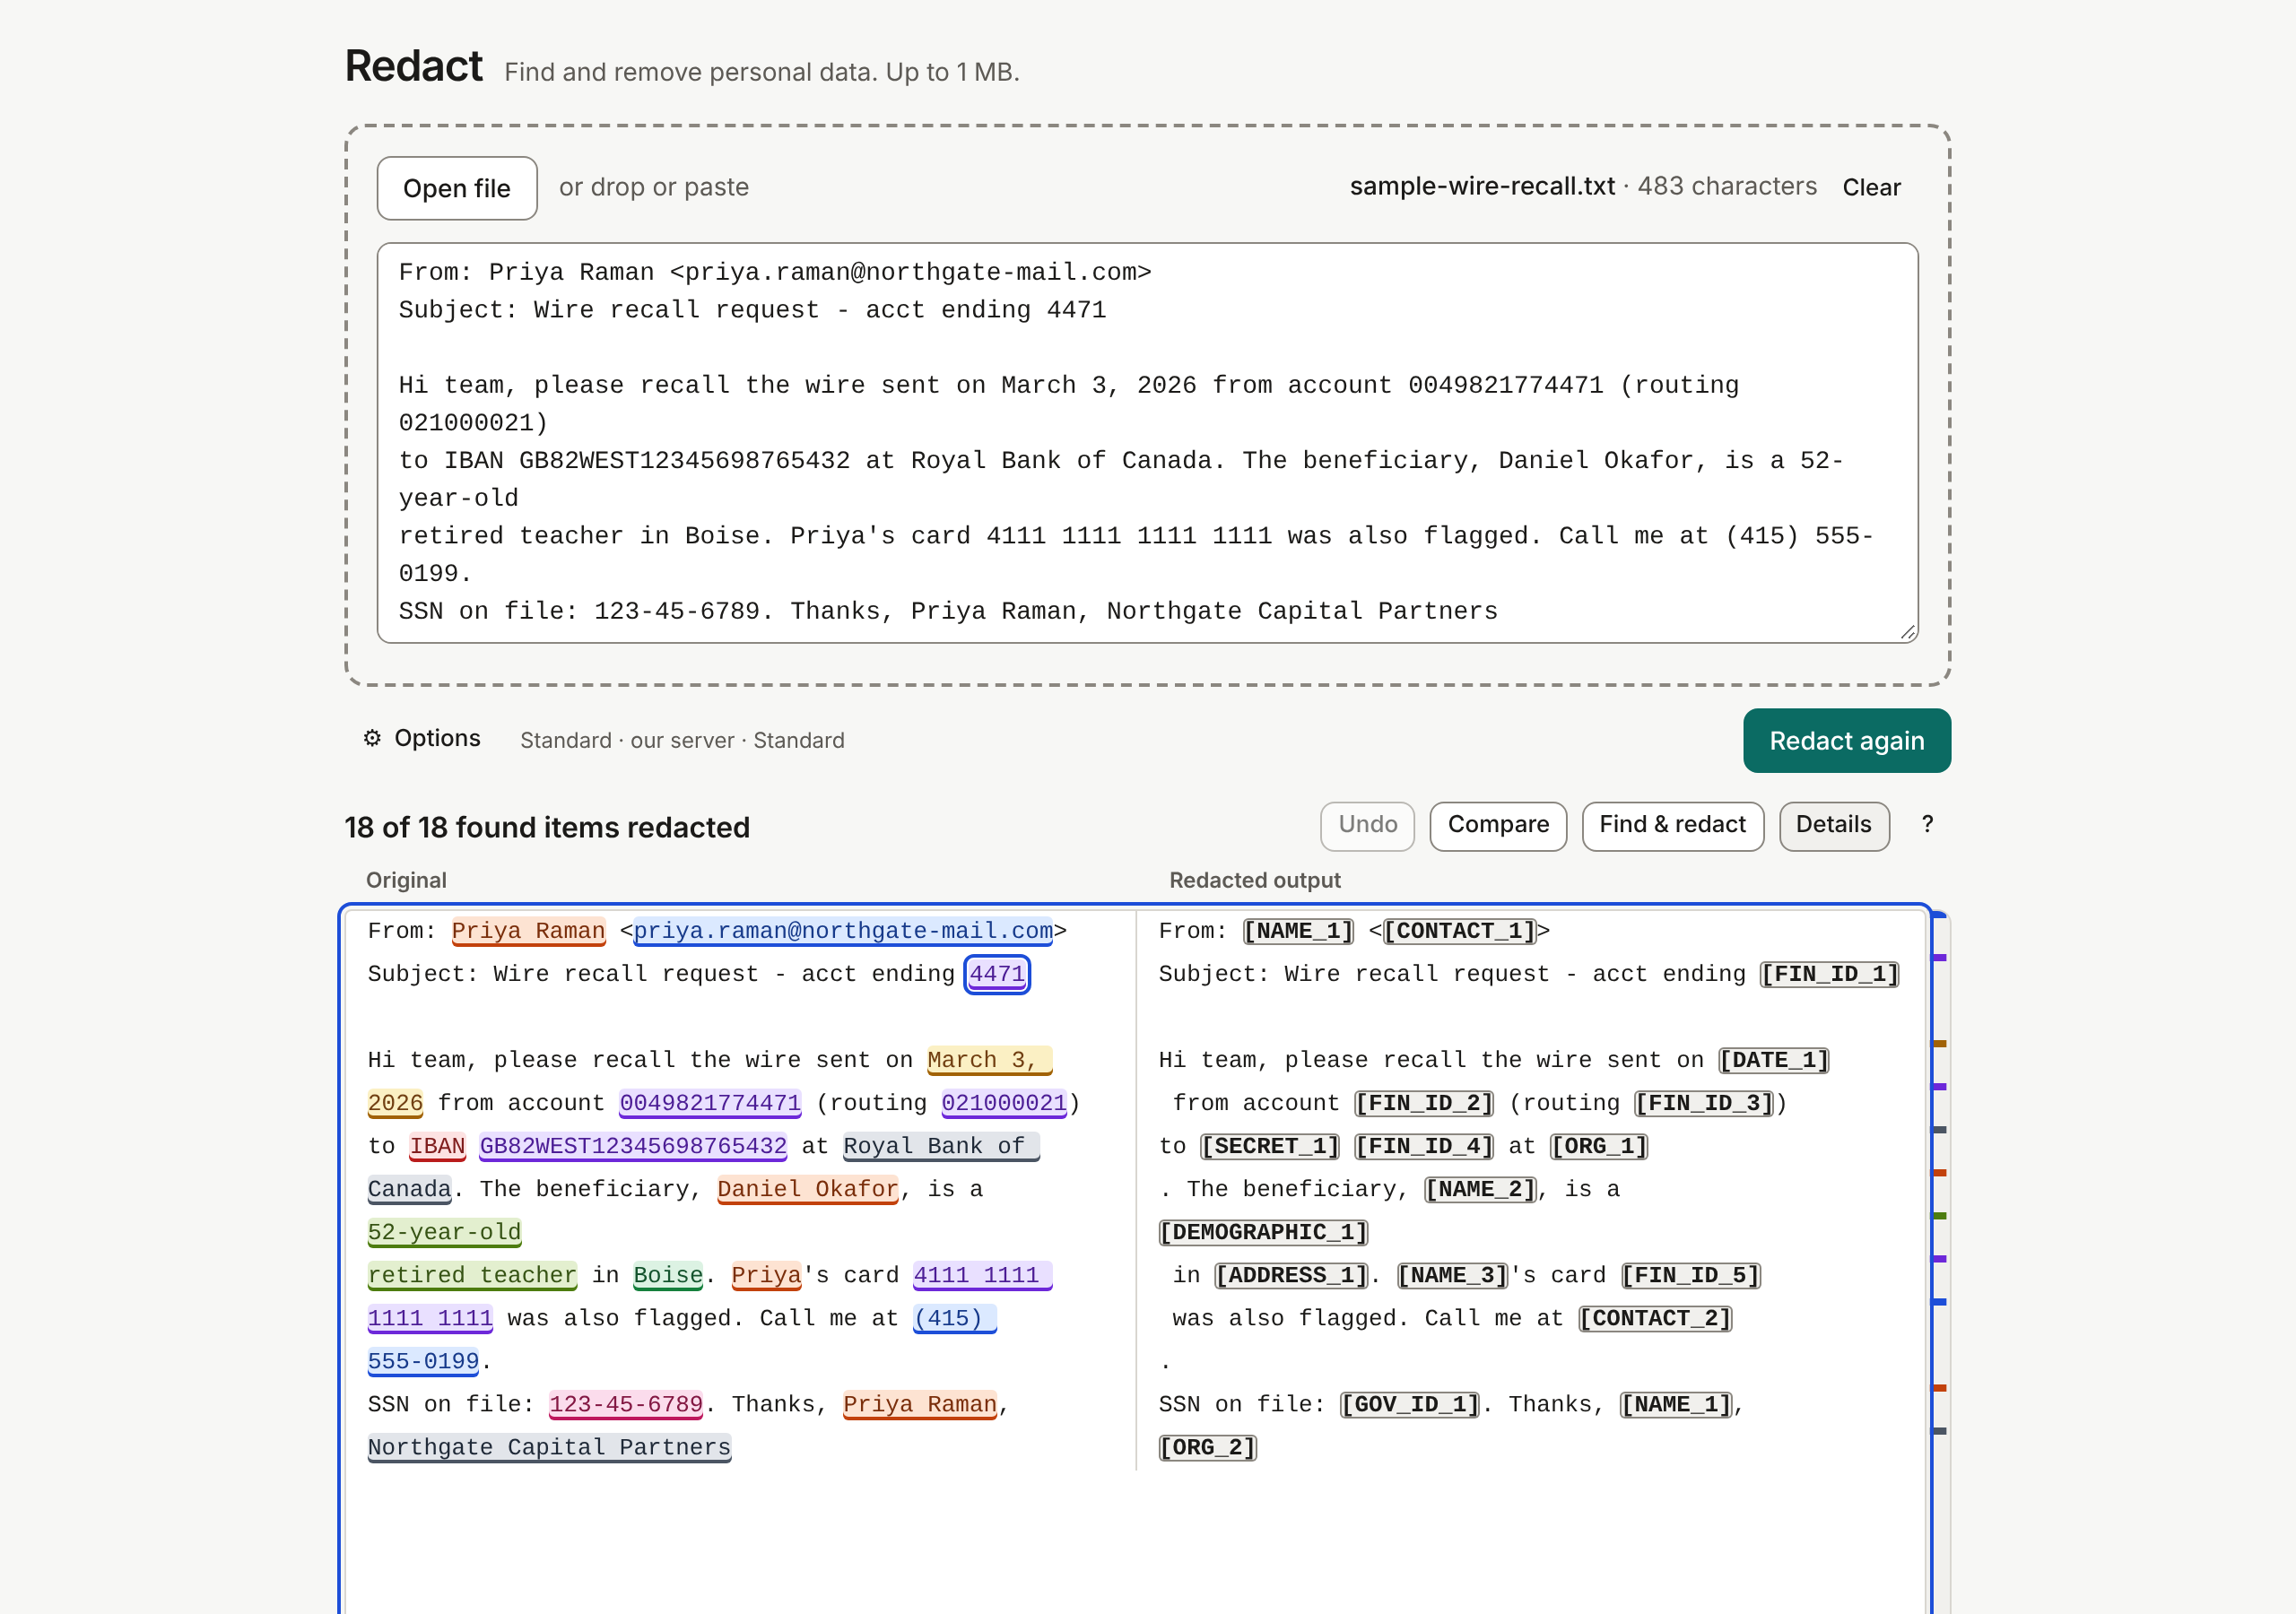 Redact Find and remove personal data. Up to 1 MB.
Open file or drop or paste sample-wire-recall.txt · 483 characters Clear
From: Priya Raman <priya.raman@northgate-mail.com>
Subject: Wire recall request - acct ending 4471
Hi team, please recall the wire sent on March 3, 2026 from account 0049821774471 (routing
021000021)
to IBAN GB82WEST12345698765432 at Royal Bank of Canada. The beneficiary, Daniel Okafor, is a 52-
year-old
retired teacher in Boise. Priya's card 4111 1111 1111 1111 was also flagged. Call me at (415) 555-
0199.
SSN on file: 123-45-6789. Thanks, Priya Raman, Northgate Capital Partners
⚙ Options Standard · our server · Standard Redact again
18 of 18 found items redacted Undo Compare Find & redact Details ?
Original
From: Priya Raman <priya.raman@northgate-mail.com>
Subject: Wire recall request - acct ending 4471
Hi team, please recall the wire sent on March 3,
2026 from account 0049821774471 (routing 021000021)
to IBAN GB82WEST12345698765432 at Royal Bank of
Canada. The beneficiary, Daniel Okafor, is a
52-year-old
retired teacher in Boise. Priya's card 4111 1111
1111 1111 was also flagged. Call me at (415)
555-0199.
SSN on file: 123-45-6789. Thanks, Priya Raman,
Northgate Capital Partners
Redacted output
From: [NAME_1] <[CONTACT_1]>
Subject: Wire recall request - acct ending [FIN_ID_1]
Hi team, please recall the wire sent on [DATE_1]
from account [FIN_ID_2] (routing [FIN_ID_3])
to [SECRET_1] [FIN_ID_4] at [ORG_1]
. The beneficiary, [NAME_2], is a
[DEMOGRAPHIC_1]
in [ADDRESS_1]. [NAME_3]'s card [FIN_ID_5]
was also flagged. Call me at [CONTACT_2]
.
SSN on file: [GOV_ID_1]. Thanks, [NAME_1],
[ORG_2]